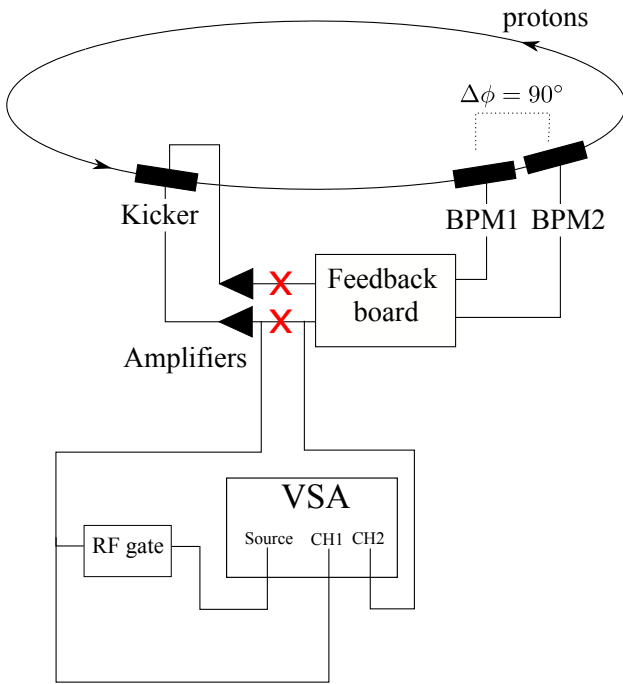 protons
Δϕ = 90°
Kicker
BPM1
BPM2
Feedback
board
Amplifiers
VSA
Source
CH1
CH2
RF gate